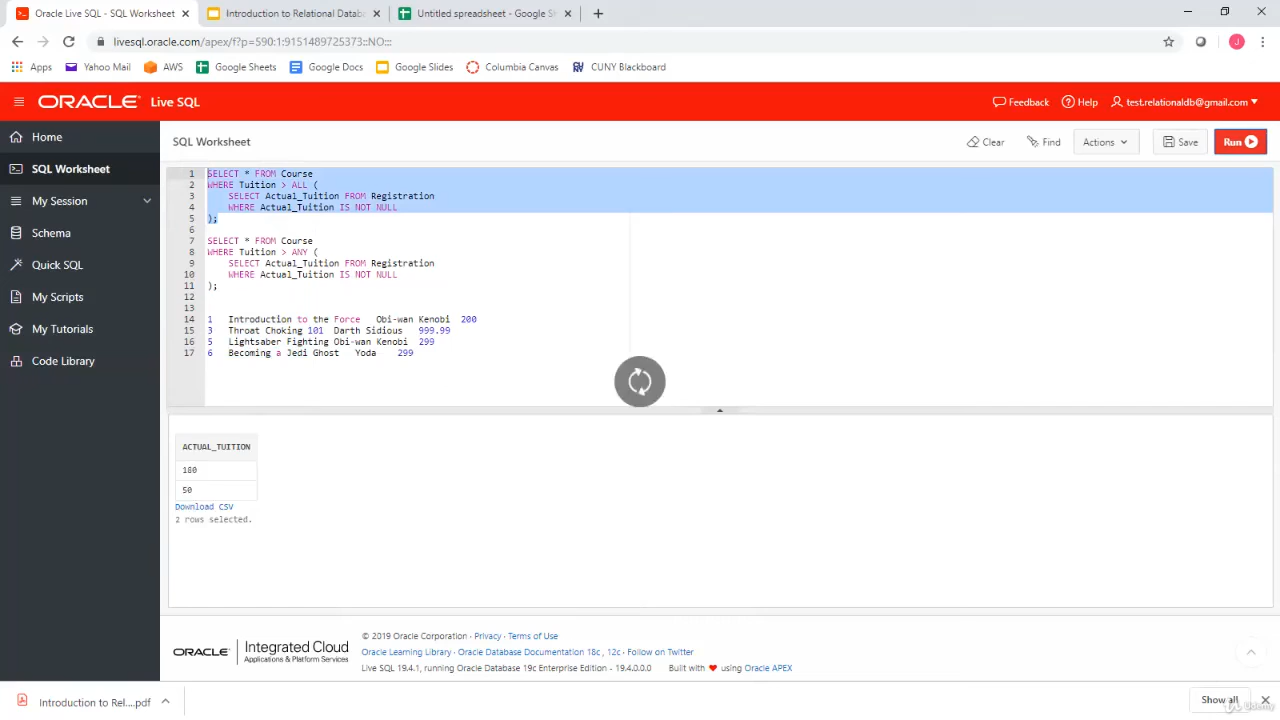 Oracle Live SQL - SQL Worksheet
Introduction to Relational Datab
Untitled spreadsheet - Google Sh
livesql.oracle.com/apex/f?p=590:1:9151489725373::NO:::
J
Apps
Yahoo Mail
AWS
Google Sheets
Google Docs
Google Slides
Columbia Canvas
CUNY Blackboard
ORACLE Live SQL
Feedback
Help
test.relationaldb@gmail.com
Home
SQL Worksheet
My Session
Schema
Quick SQL
My Scripts
My Tutorials
Code Library
SQL Worksheet
Clear
Find
Actions
Save
Run
1 SELECT * FROM Course
2 WHERE Tuition > ALL (
3 SELECT Actual_Tuition FROM Registration
4 WHERE Actual_Tuition IS NOT NULL
5 );
6
7 SELECT * FROM Course
8 WHERE Tuition > ANY (
9 SELECT Actual_Tuition FROM Registration
10 WHERE Actual_Tuition IS NOT NULL
11 );
12
13
14 1 Introduction to the Force Obi-wan Kenobi 200
15 3 Throat Choking 101 Darth Sidious 999.99
16 5 Lightsaber Fighting Obi-wan Kenobi 299
17 6 Becoming a Jedi Ghost Yoda 299
ACTUAL_TUITION
180
50
Download CSV
2 rows selected.
ORACLE
Integrated Cloud
Applications & Platform Services
© 2019 Oracle Corporation · Privacy · Terms of Use
Oracle Learning Library · Oracle Database Documentation 18c, 12c · Follow on Twitter
Live SQL 19.4.1, running Oracle Database 19c Enterprise Edition - 19.4.0.0.0 Built with ♥ using Oracle APEX
Introduction to Rel....pdf
Show all
Udemy